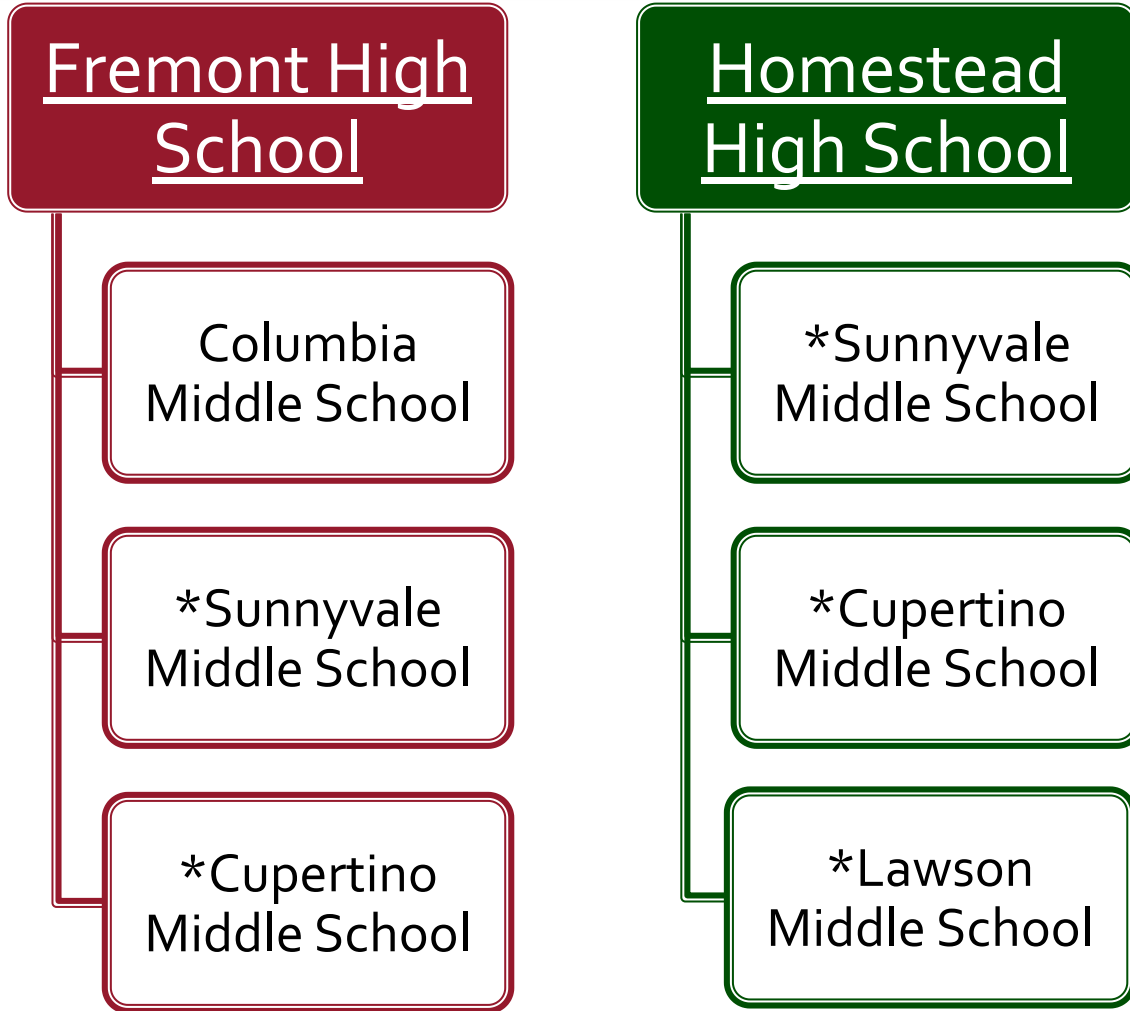 Fremont High
School
Columbia
Middle School
*Sunnyvale
Middle School
*Cupertino
Middle School
Homestead
High School
*Sunnyvale
Middle School
*Cupertino
Middle School
*Lawson
Middle School